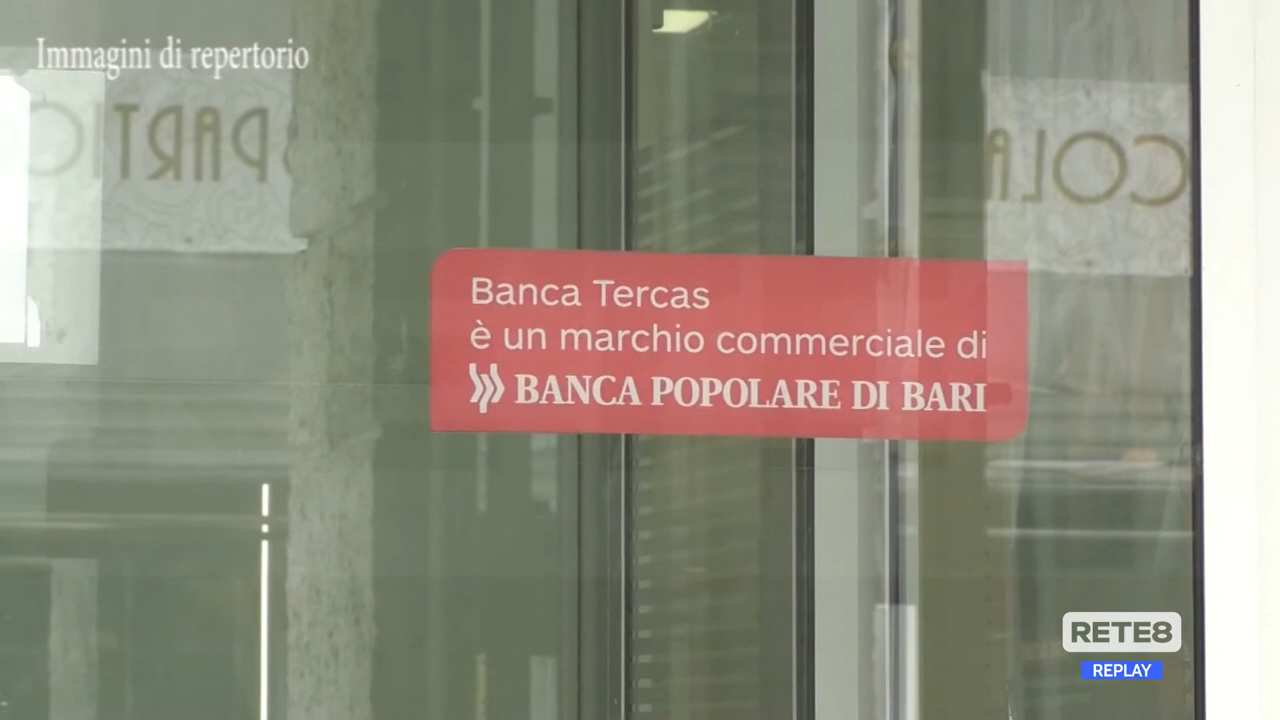 Immagini di repertorio
Banca Tercas
è un marchio commerciale di
BANCA POPOLARE DI BARI
RETE8
REPLAY